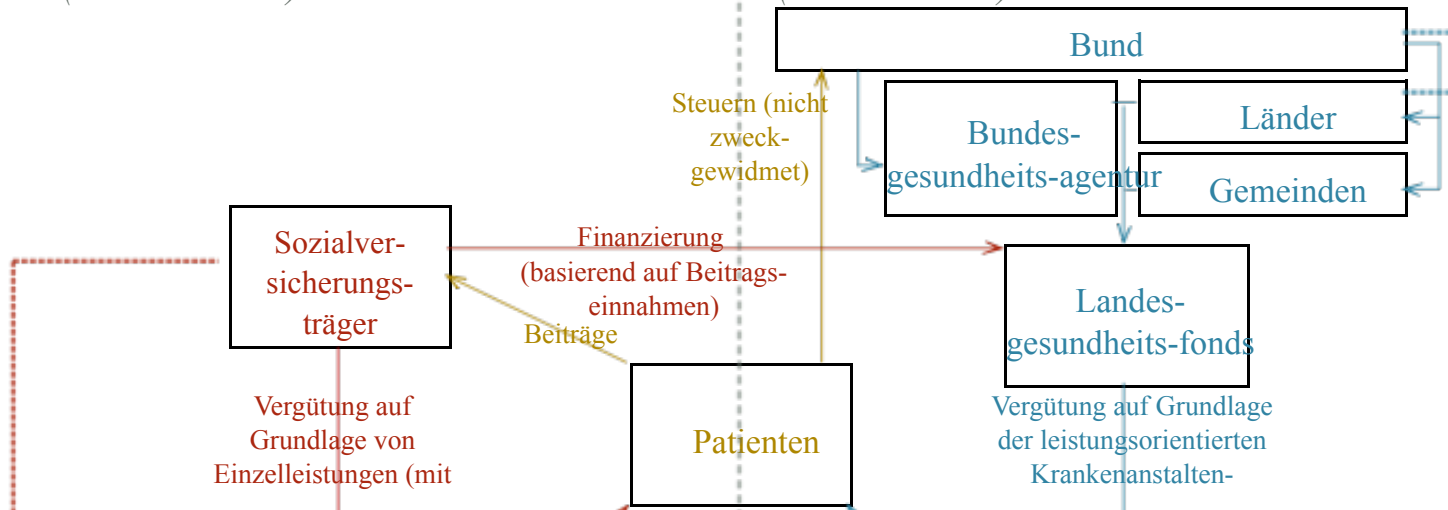 Bund
Steuern (nicht
zweck-
gewidmet)
Bundes-
gesundheits-agentur
Länder
Gemeinden
Sozialver-
sicherungs-
träger
Finanzierung
(basierend auf Beitrags-
einnahmen)
Beiträge
Landes-
gesundheits-fonds
Patienten
Vergütung auf
Grundlage von
Einzelleistungen (mit
Vergütung auf Grundlage
der leistungsorientierten
Krankenanstalten-